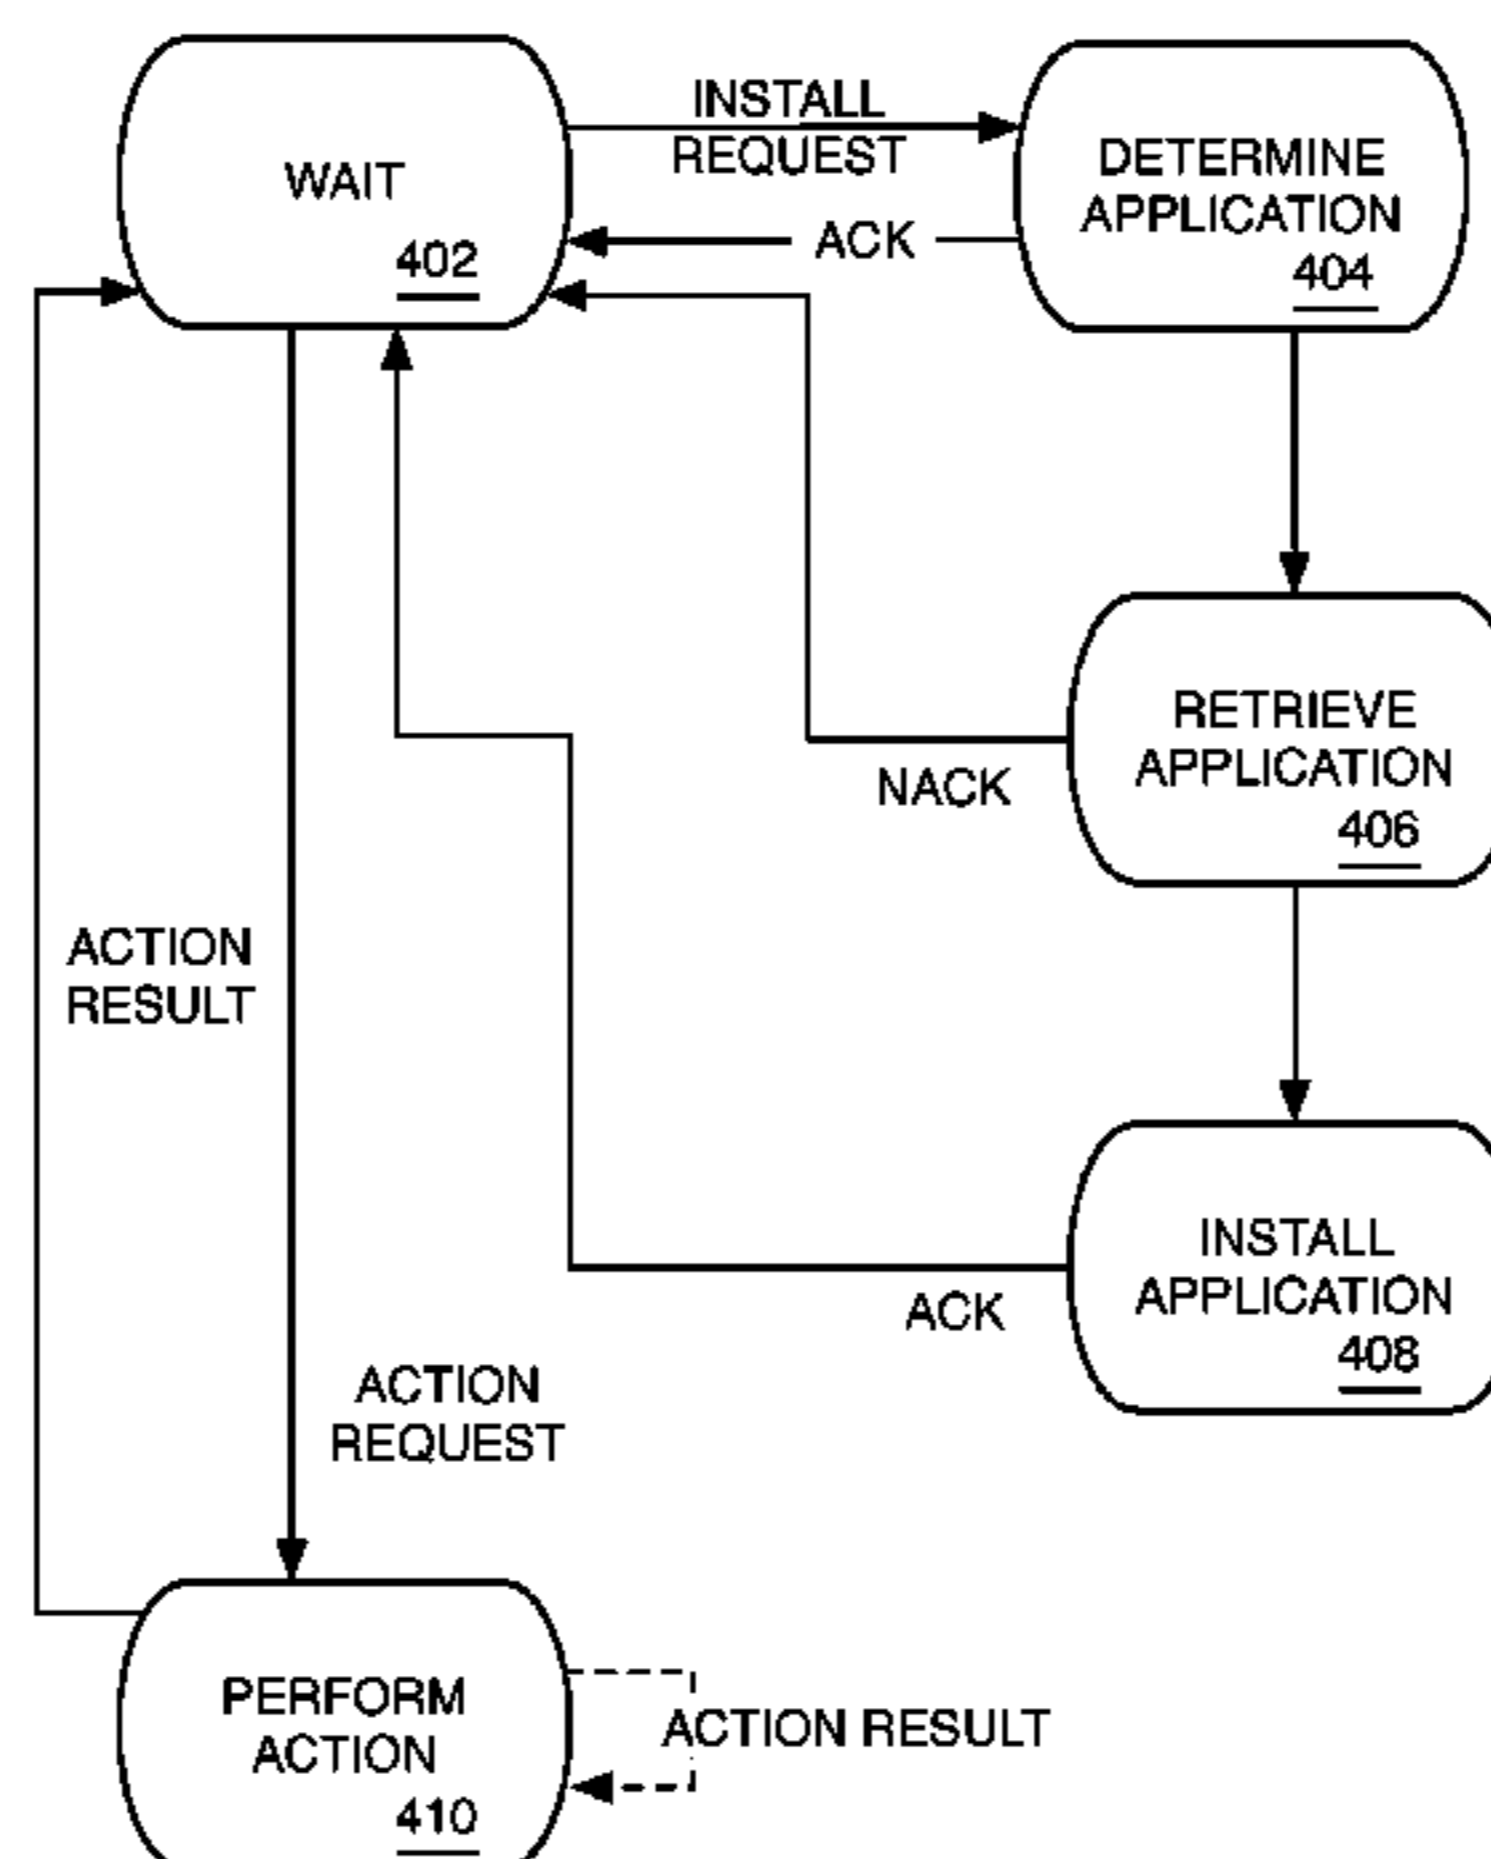 WAIT
402
INSTALL
REQUEST
ACK
DETERMINE
APPLICATION
404
RETRIEVE
APPLICATION
406
NACK
ACTION
RESULT
INSTALL
APPLICATION
408
ACK
ACTION
REQUEST
PERFORM
ACTION
410
ACTION RESULT